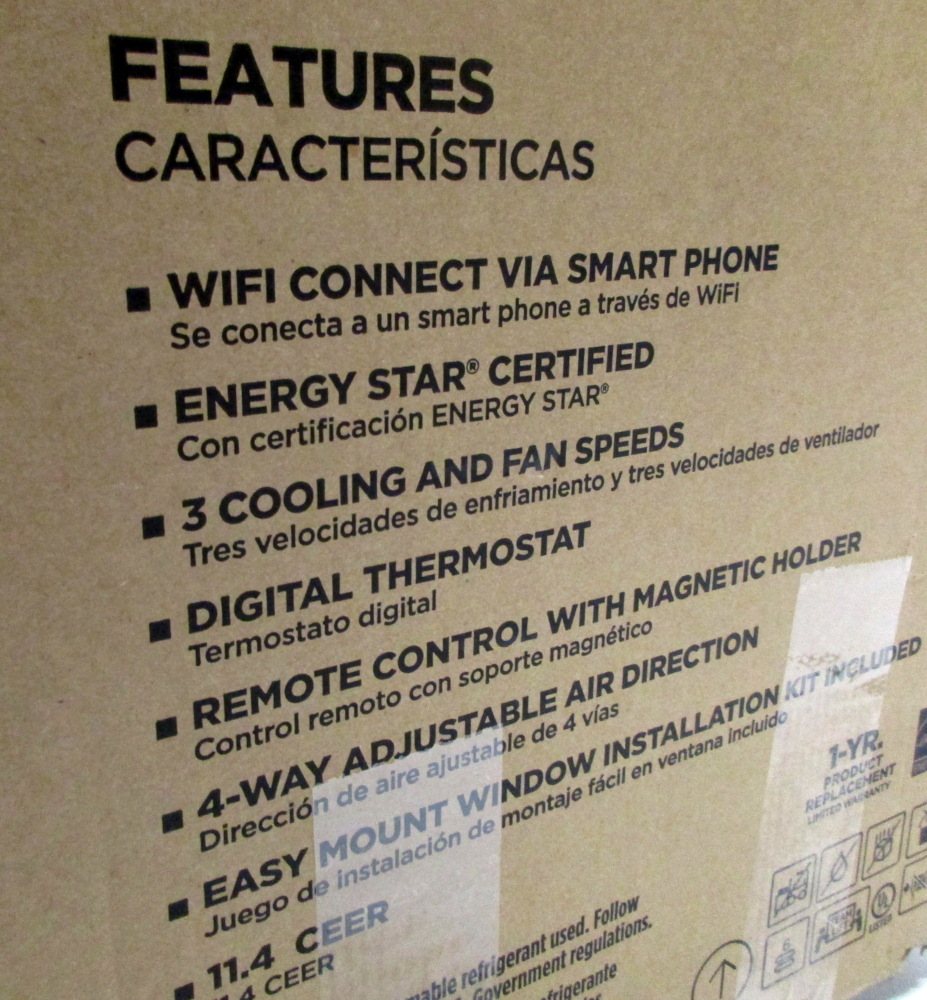 FEATURES
CARACTERÍSTICAS
■ WIFI CONNECT VIA SMART PHONE
Se conecta a un smart phone a través de WiFi
■ ENERGY STAR® CERTIFIED
Con certificación ENERGY STAR®
■ 3 COOLING AND FAN SPEEDS
Tres velocidades de enfriamiento y tres velocidades de ventilador
■ DIGITAL THERMOSTAT
Termostato digital
■ REMOTE CONTROL WITH MAGNETIC HOLDER
Control remoto con soporte magnético
■ 4-WAY ADJUSTABLE AIR DIRECTION
Dirección de aire ajustable de 4 vías
■ EASY MOUNT WINDOW INSTALLATION KIT INCLUDED
Juego de instalación de montaje fácil en ventana incluido
■ 11.4 CEER
CEER
1-YR.
PRODUCT
REPLACEMENT
LIMITED WARRANTY
refrigerant used. Follow
Government regulations.
UL
LISTED
6